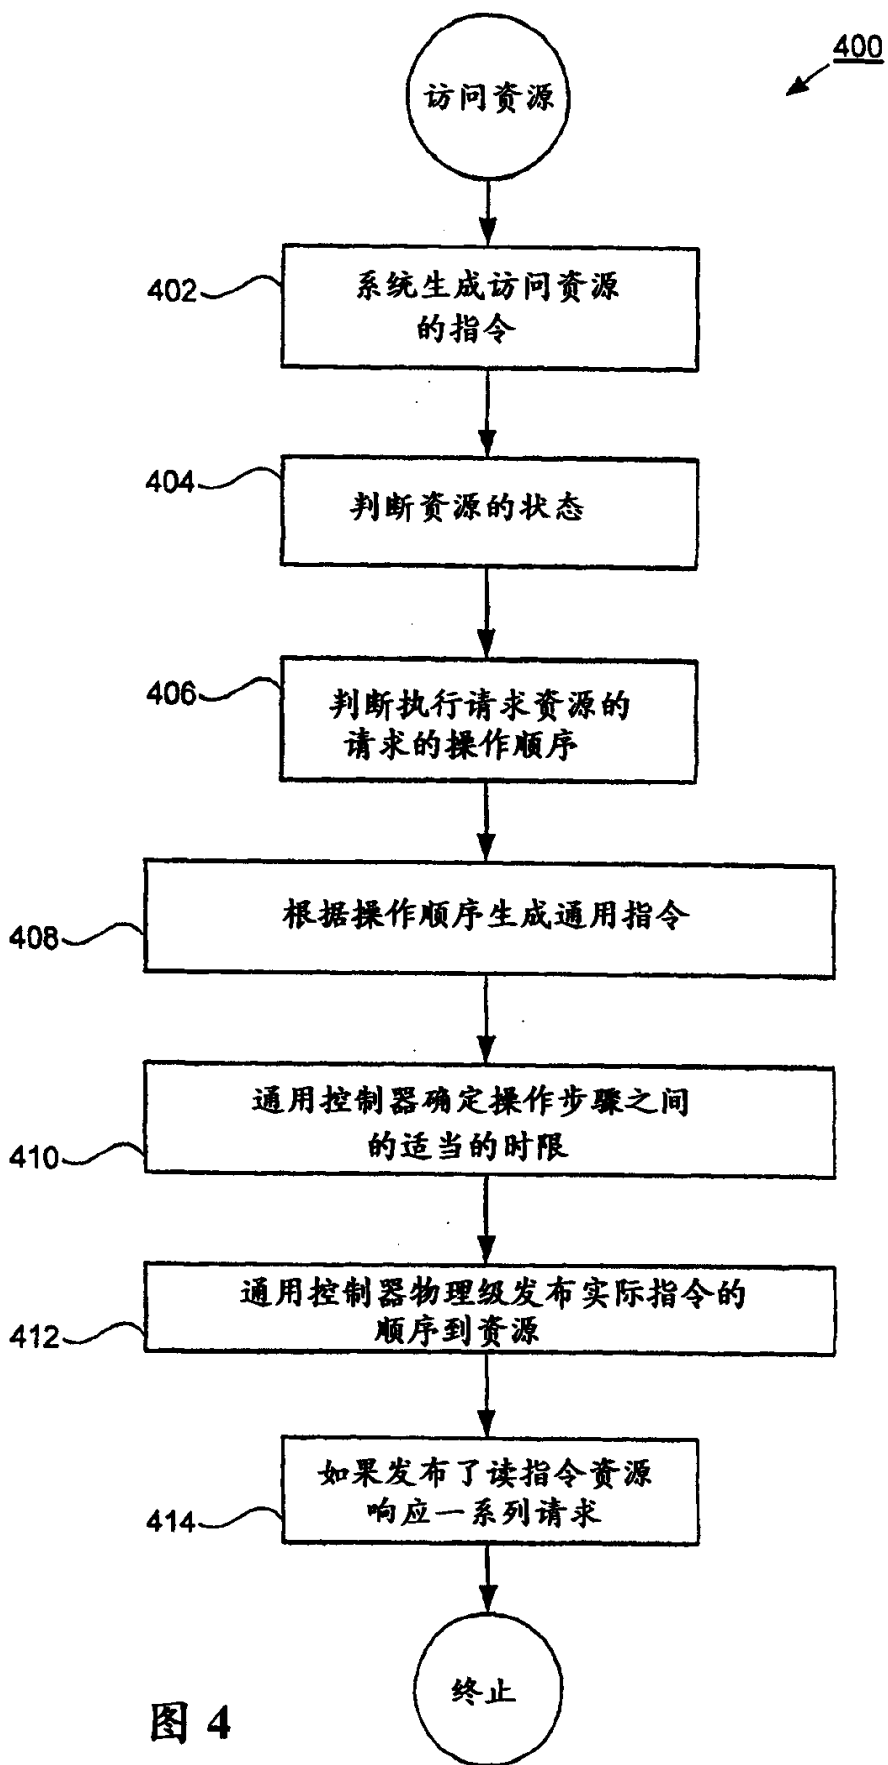 400
访问资源
402
系统生成访问资源
的指令
404
判断资源的状态
406
判断执行请求资源的
请求的操作顺序
408
根据操作顺序生成通用指令
410
通用控制器确定操作步骤之间
的适当的时限
412
通用控制器物理级发布实际指令的
顺序到资源
414
如果发布了读指令资源
响应一系列请求
终止
图 4